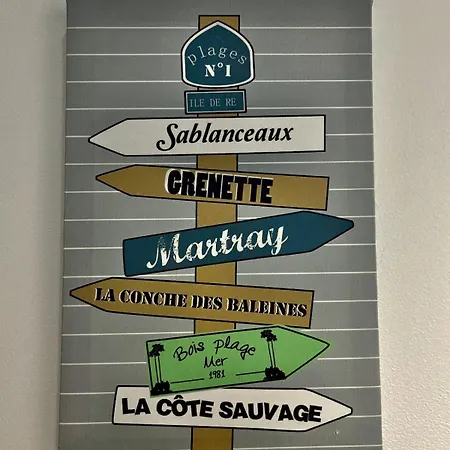 plages
N°1
ILE DE RE
Sablanceaux
GRENETTE
Martray
LA CONCHE DES BALEINES
Bois plage
Mer
1981
LA CÔTE SAUVAGE